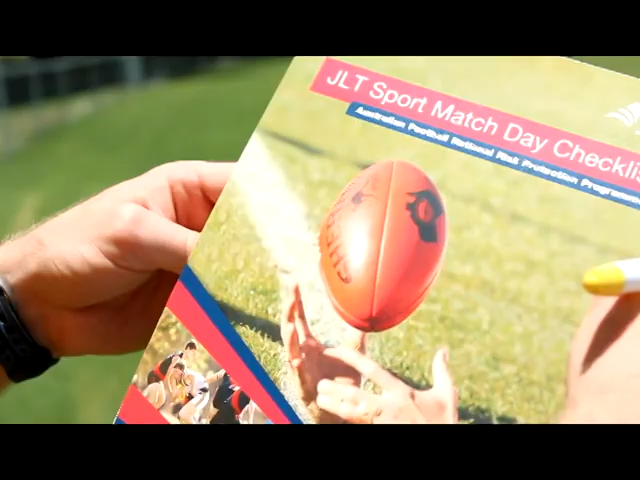 JLT Sport Match Day Checklis
Australian Football National Risk Protection Programme